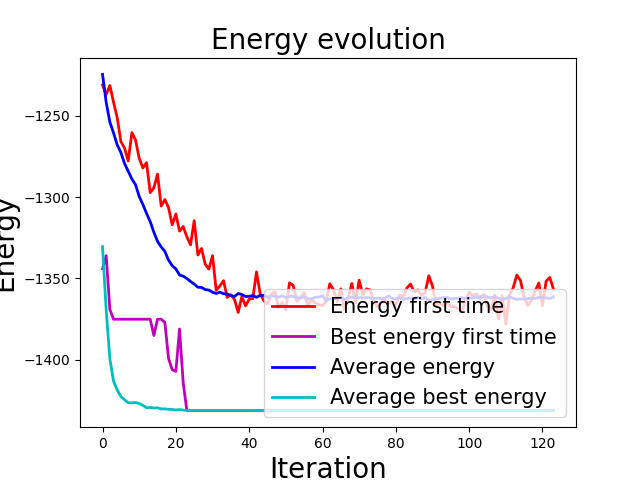 Energy evolution
Energy
−1250
−1300
−1350
−1400
Energy first time
Best energy first time
Average energy
Average best energy
0 20 40 60 80 100 120
Iteration